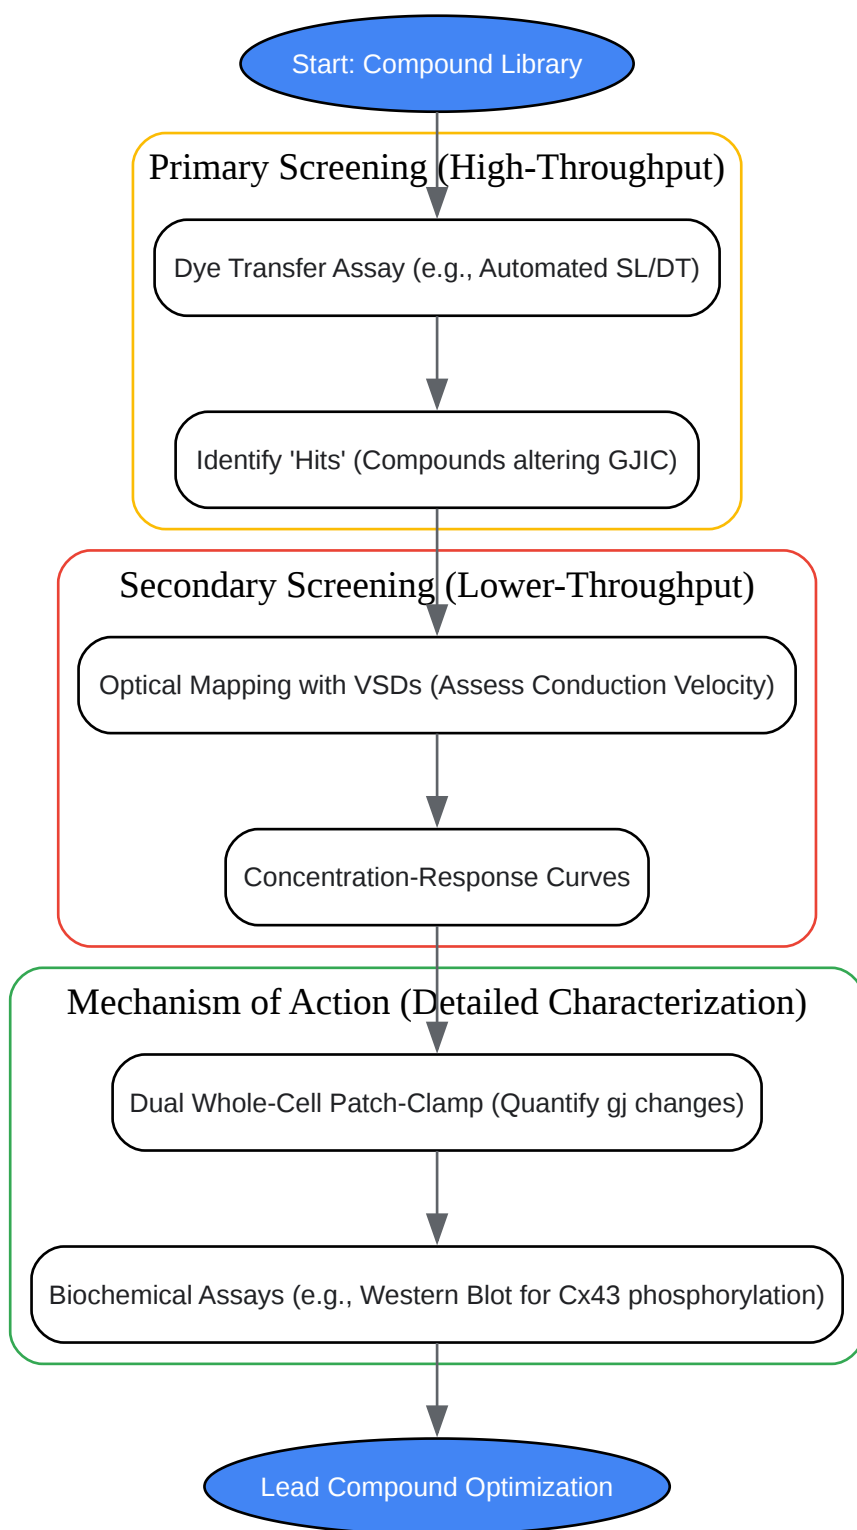 Start: Compound Library
Primary Screening (High-Throughput)
Dye Transfer Assay (e.g., Automated SL/DT)
Identify 'Hits' (Compounds altering GJIC)
Secondary Screening (Lower-Throughput)
Optical Mapping with VSDs (Assess Conduction Velocity)
Concentration-Response Curves
Mechanism of Action (Detailed Characterization)
Dual Whole-Cell Patch-Clamp (Quantify gj changes)
Biochemical Assays (e.g., Western Blot for Cx43 phosphorylation)
Lead Compound Optimization